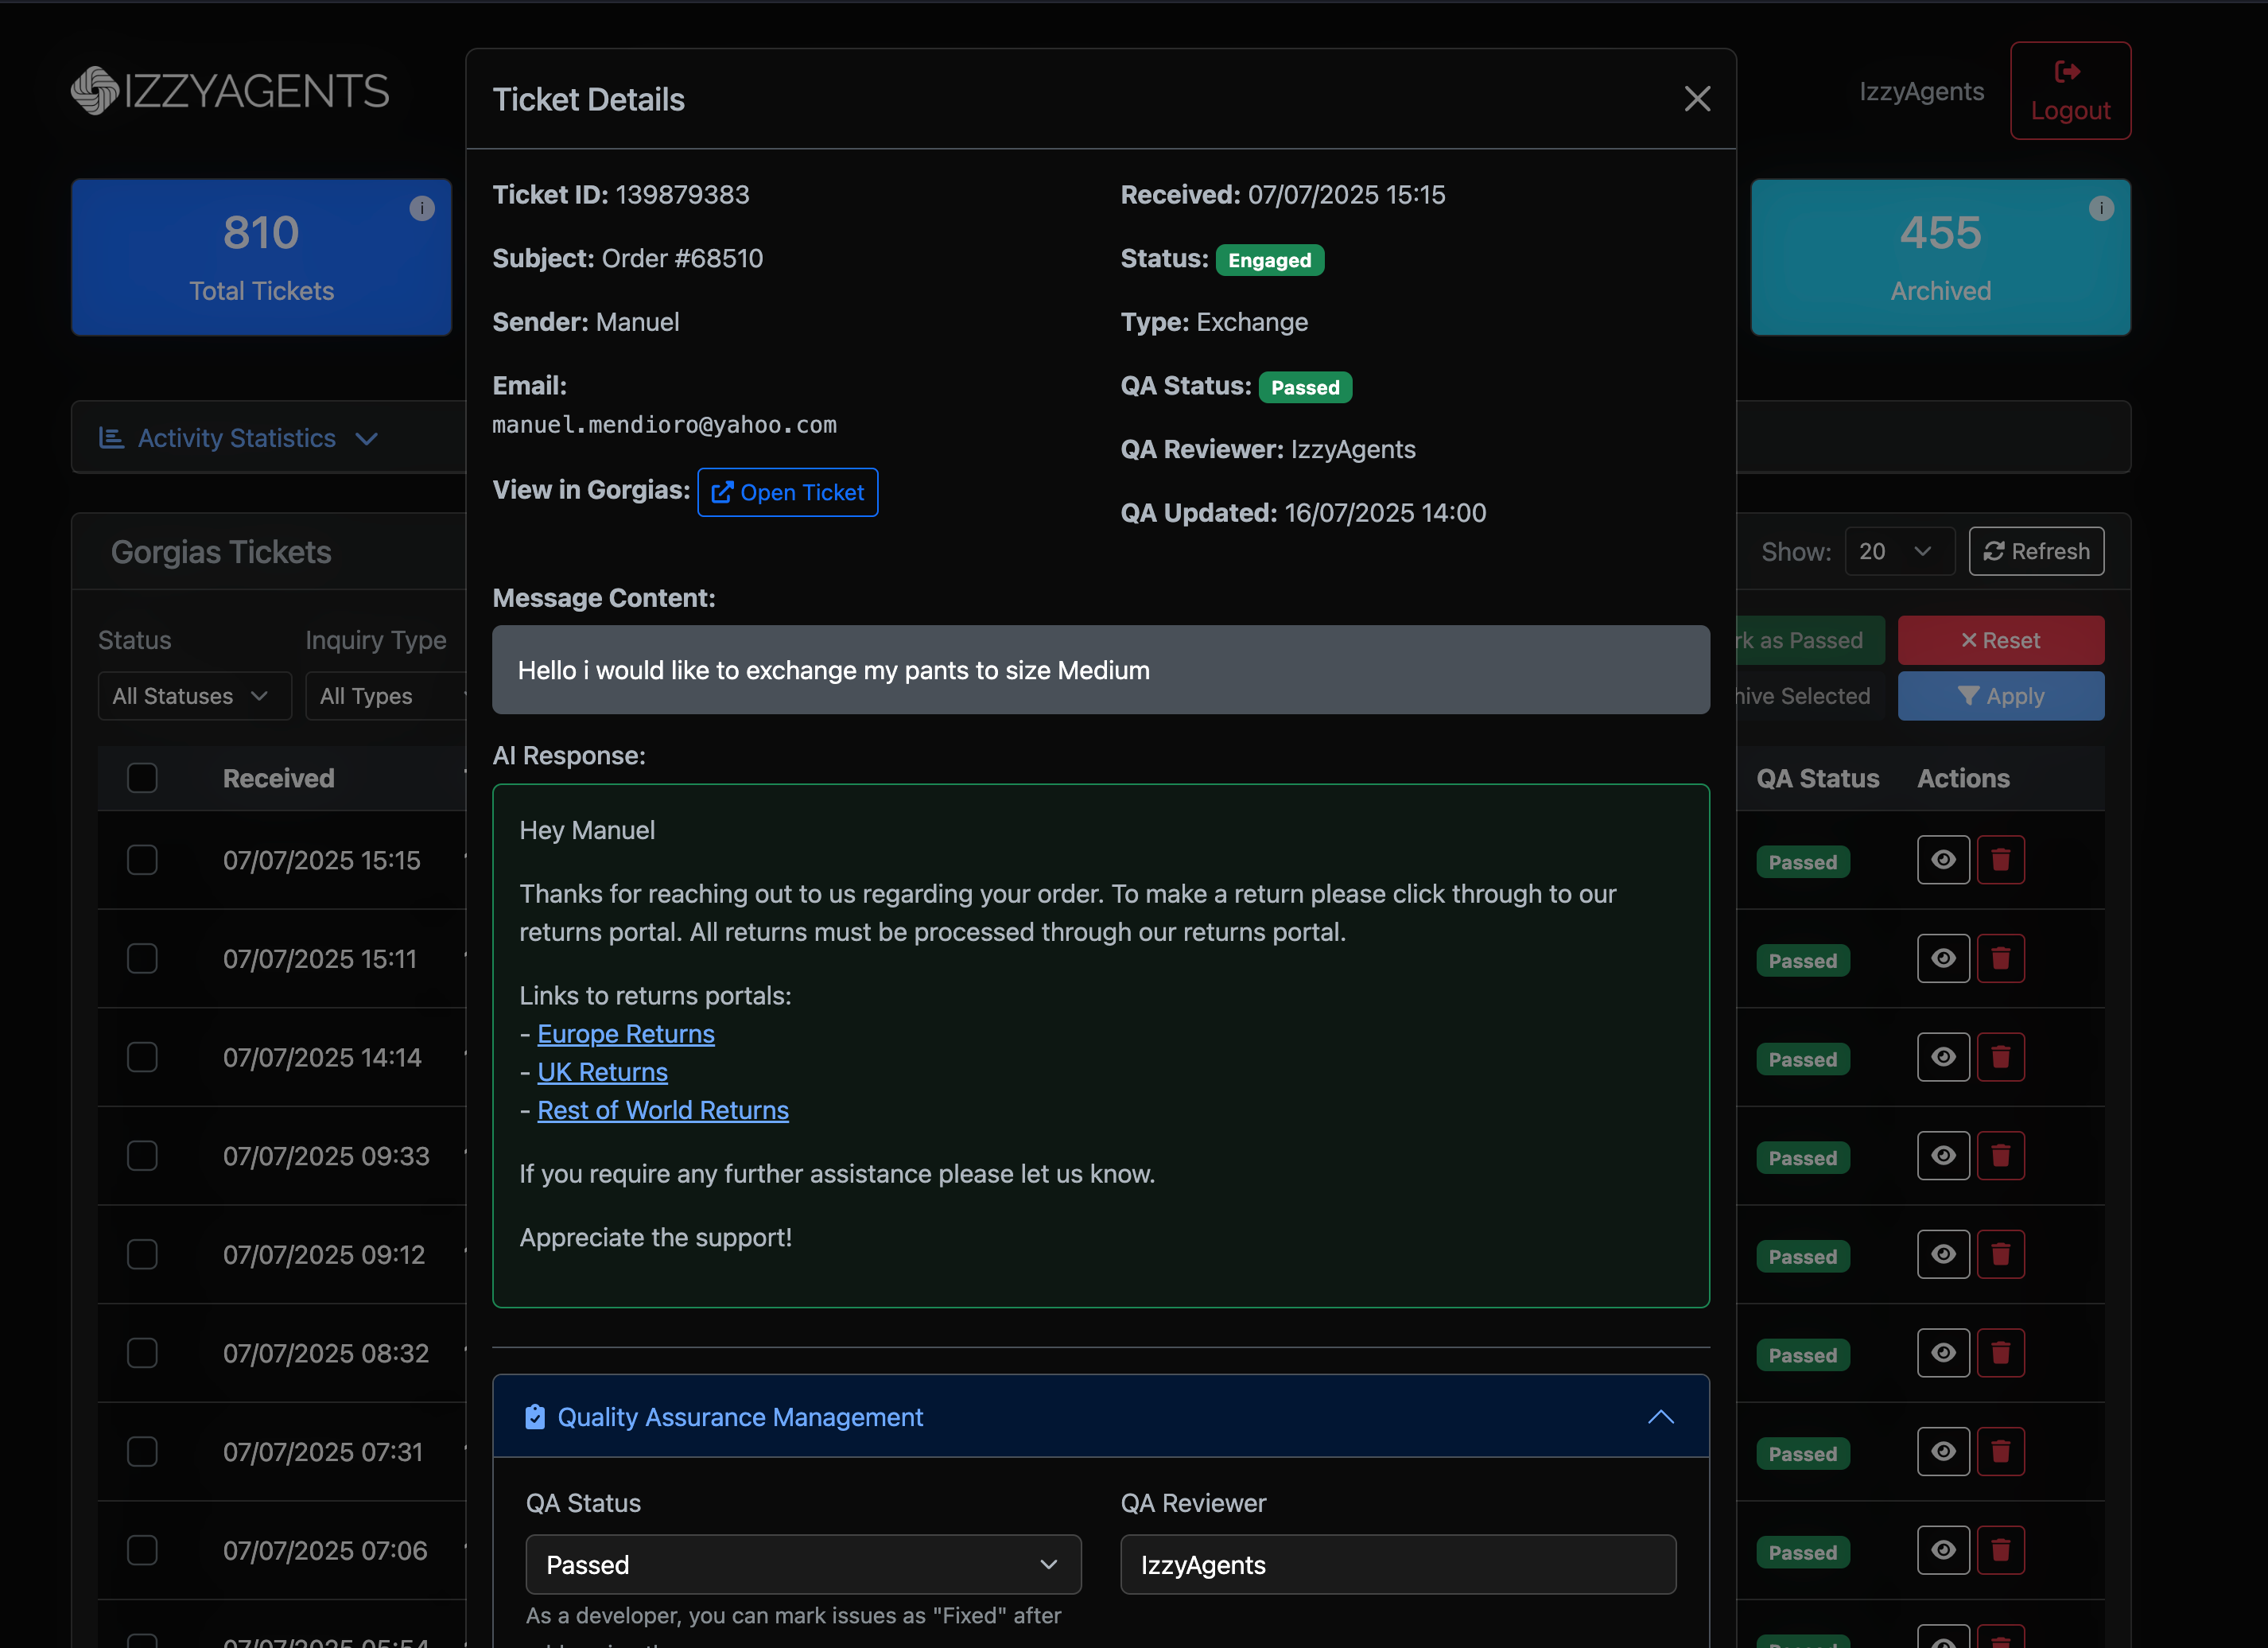 IZZYAGENTS
Ticket Details
IzzyAgents
Logout
810
Total Tickets
455
Archived
Ticket ID: 139879383
Received: 07/07/2025 15:15
Subject: Order #68510
Status: Engaged
Sender: Manuel
Type: Exchange
Email:
manuel.mendioro@yahoo.com
QA Status: Passed
QA Reviewer: IzzyAgents
View in Gorgias: Open Ticket
QA Updated: 16/07/2025 14:00
Activity Statistics
Gorgias Tickets
Show: 20
Refresh
Message Content:
Hello i would like to exchange my pants to size Medium
Status
Inquiry Type
All Statuses
All Types
rk as Passed
Reset
hive Selected
Apply
AI Response:
Hey Manuel
Thanks for reaching out to us regarding your order. To make a return please click through to our
returns portal. All returns must be processed through our returns portal.
Links to returns portals:
- Europe Returns
- UK Returns
- Rest of World Returns
If you require any further assistance please let us know.
Appreciate the support!
Received
QA Status
Actions
07/07/2025 15:15
Passed
07/07/2025 15:11
Passed
07/07/2025 14:14
Passed
07/07/2025 09:33
Passed
07/07/2025 09:12
Passed
07/07/2025 08:32
Passed
07/07/2025 07:31
Passed
07/07/2025 07:06
Passed
07/07/2025 05:54
Passed
Quality Assurance Management
QA Status
QA Reviewer
Passed
IzzyAgents
As a developer, you can mark issues as "Fixed" after